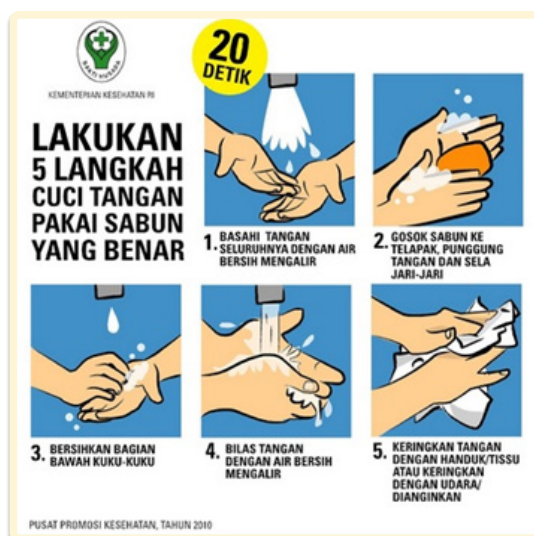 BAKTI HUSADA
KEMENTERIAN KESEHATAN RI
20
DETIK
LAKUKAN
5 LANGKAH
CUCI TANGAN
PAKAI SABUN
YANG BENAR
1. BASAHI TANGAN
SELURUHNYA DENGAN AIR
BERSIH MENGALIR
2. GOSOK SABUN KE
TELAPAK, PUNGGUNG
TANGAN DAN SELA
JARI-JARI
3. BERSIHKAN BAGIAN
BAWAH KUKU-KUKU
4. BILAS TANGAN
DENGAN AIR BERSIH
MENGALIR
5. KERINGKAN TANGAN
DENGAN HANDUK/TISSU
ATAU KERINGKAN
DENGAN UDARA/
DIANGINKAN
PUSAT PROMOSI KESEHATAN, TAHUN 2010